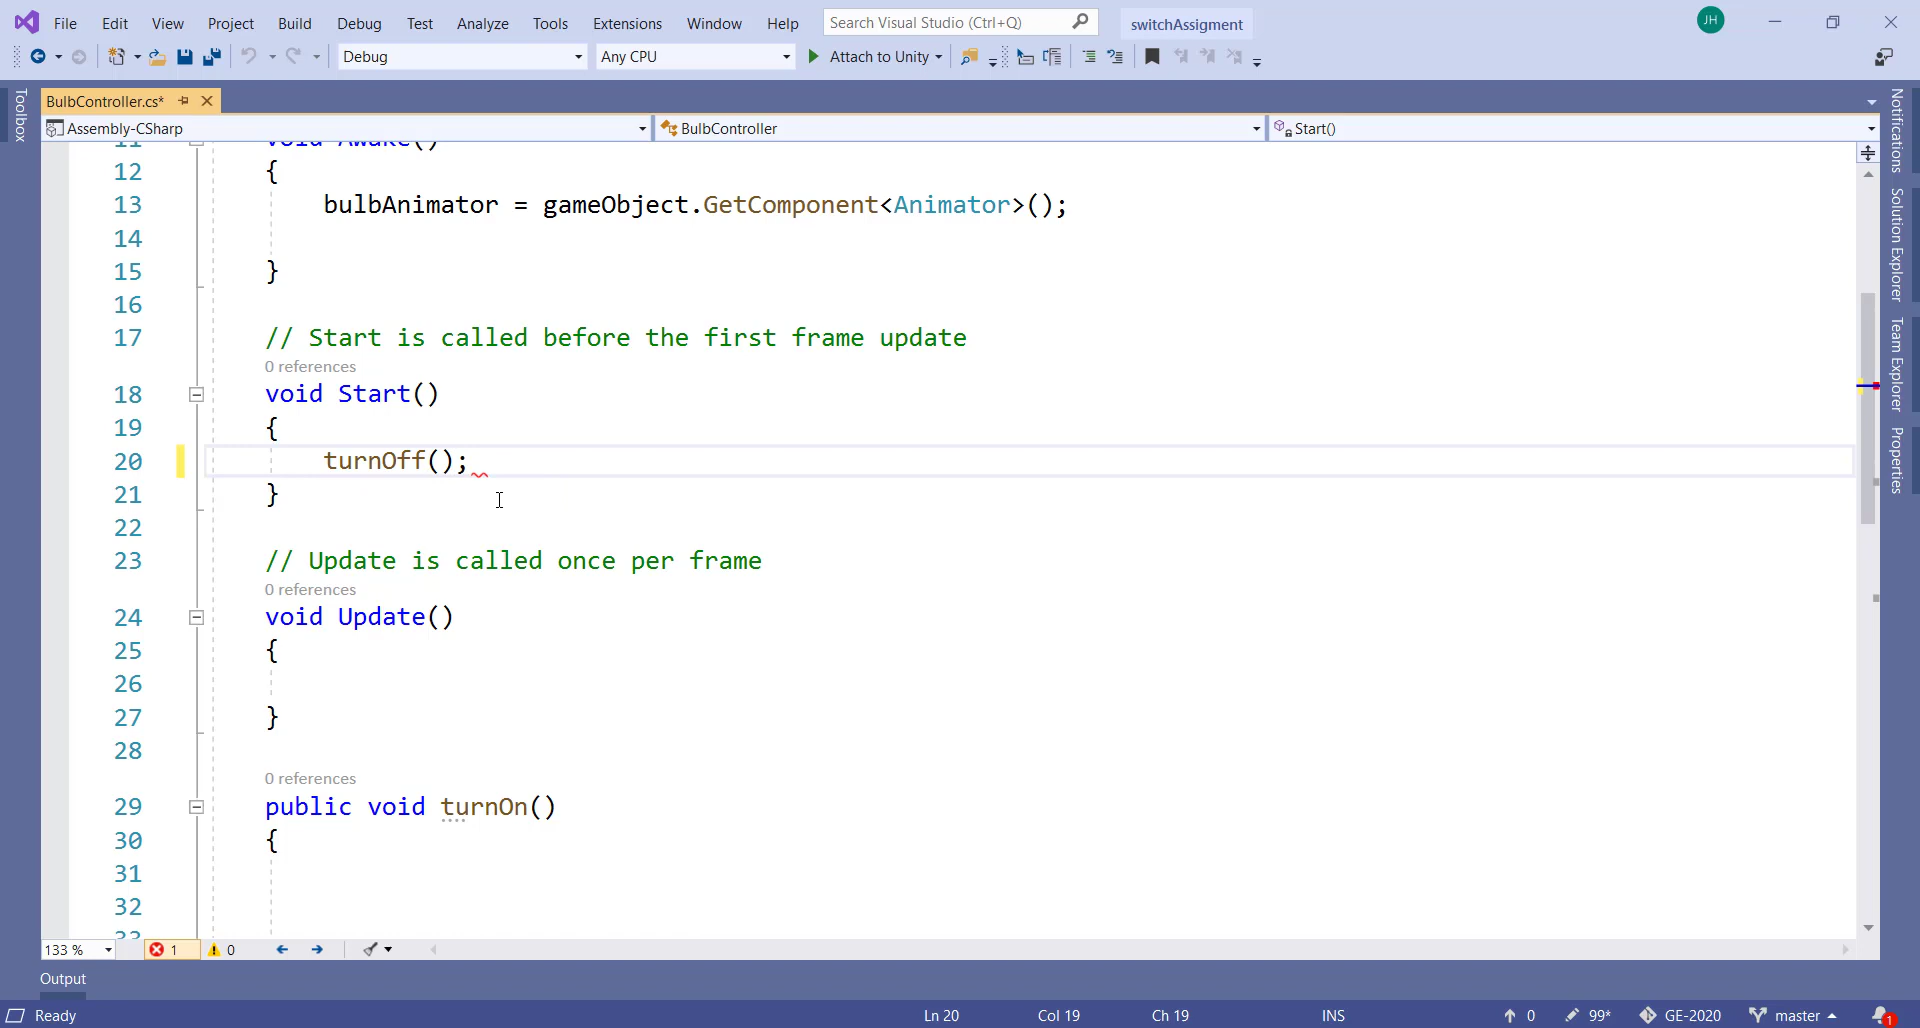 File Edit View Project Build Debug Test Analyze Tools Extensions Window Help Search Visual Studio (Ctrl+Q) switchAssigment JH
Debug Any CPU Attach to Unity
Toolbox
BulbController.cs*
Assembly-CSharp BulbController Start()
11 void Awake()
12 {
13 bulbAnimator = gameObject.GetComponent<Animator>();
14
15 }
16
17 // Start is called before the first frame update
0 references
18 void Start()
19 {
20 turnOff();
21 }
22
23 // Update is called once per frame
0 references
24 void Update()
25 {
26
27 }
28
0 references
29 public void turnOn()
30 {
31
32
33
Notifications
Solution Explorer
Team Explorer
Properties
133 % 1 0
Output
Ready Ln 20 Col 19 Ch 19 INS 0 99* GE-2020 master 1